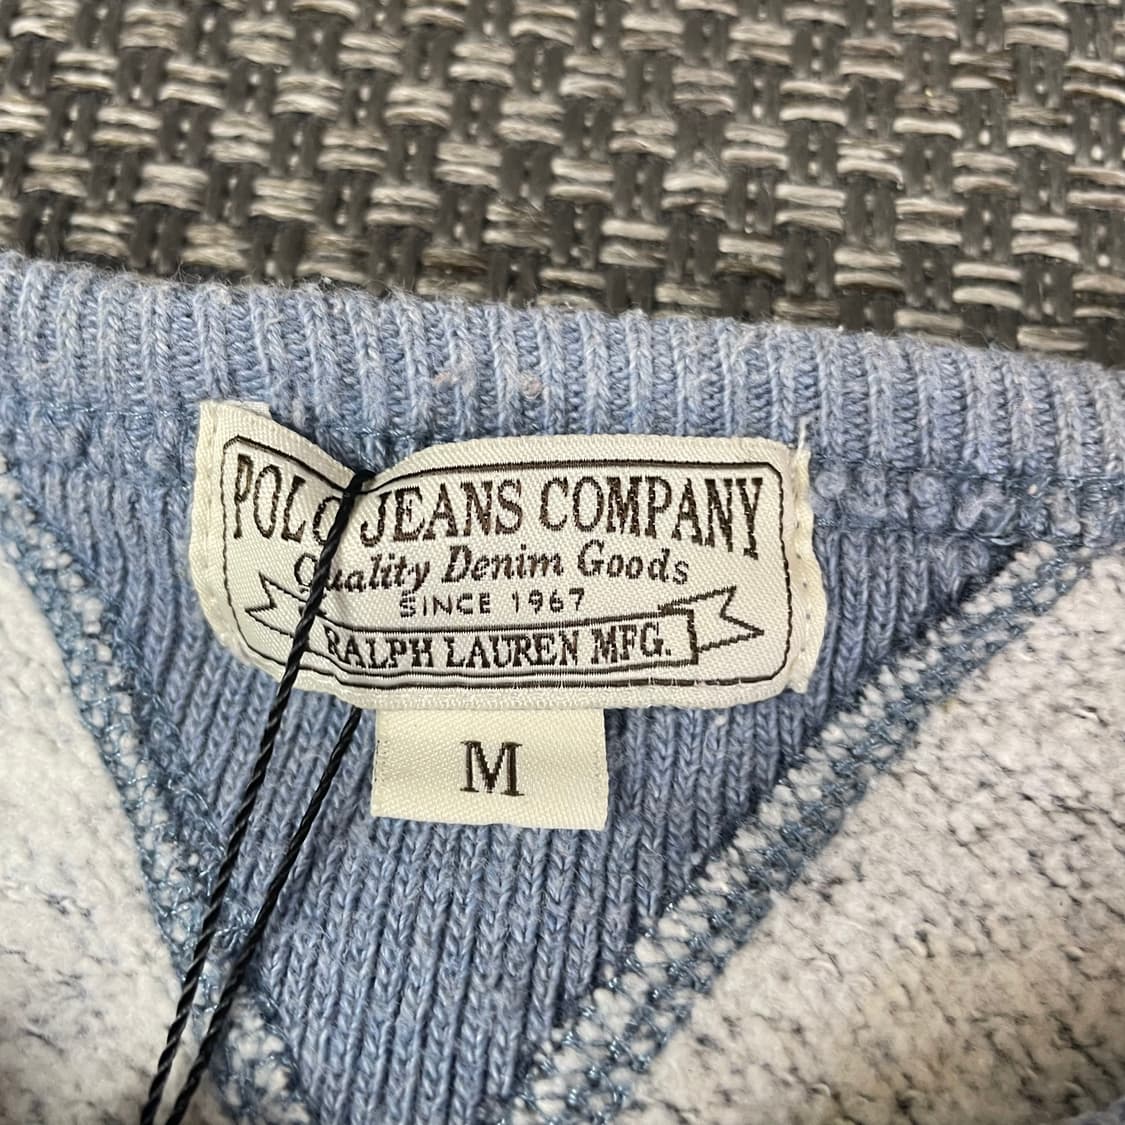 POLO JEANS COMPANY
Quality Denim Goods
SINCE 1967
RALPH LAUREN MFG.
M